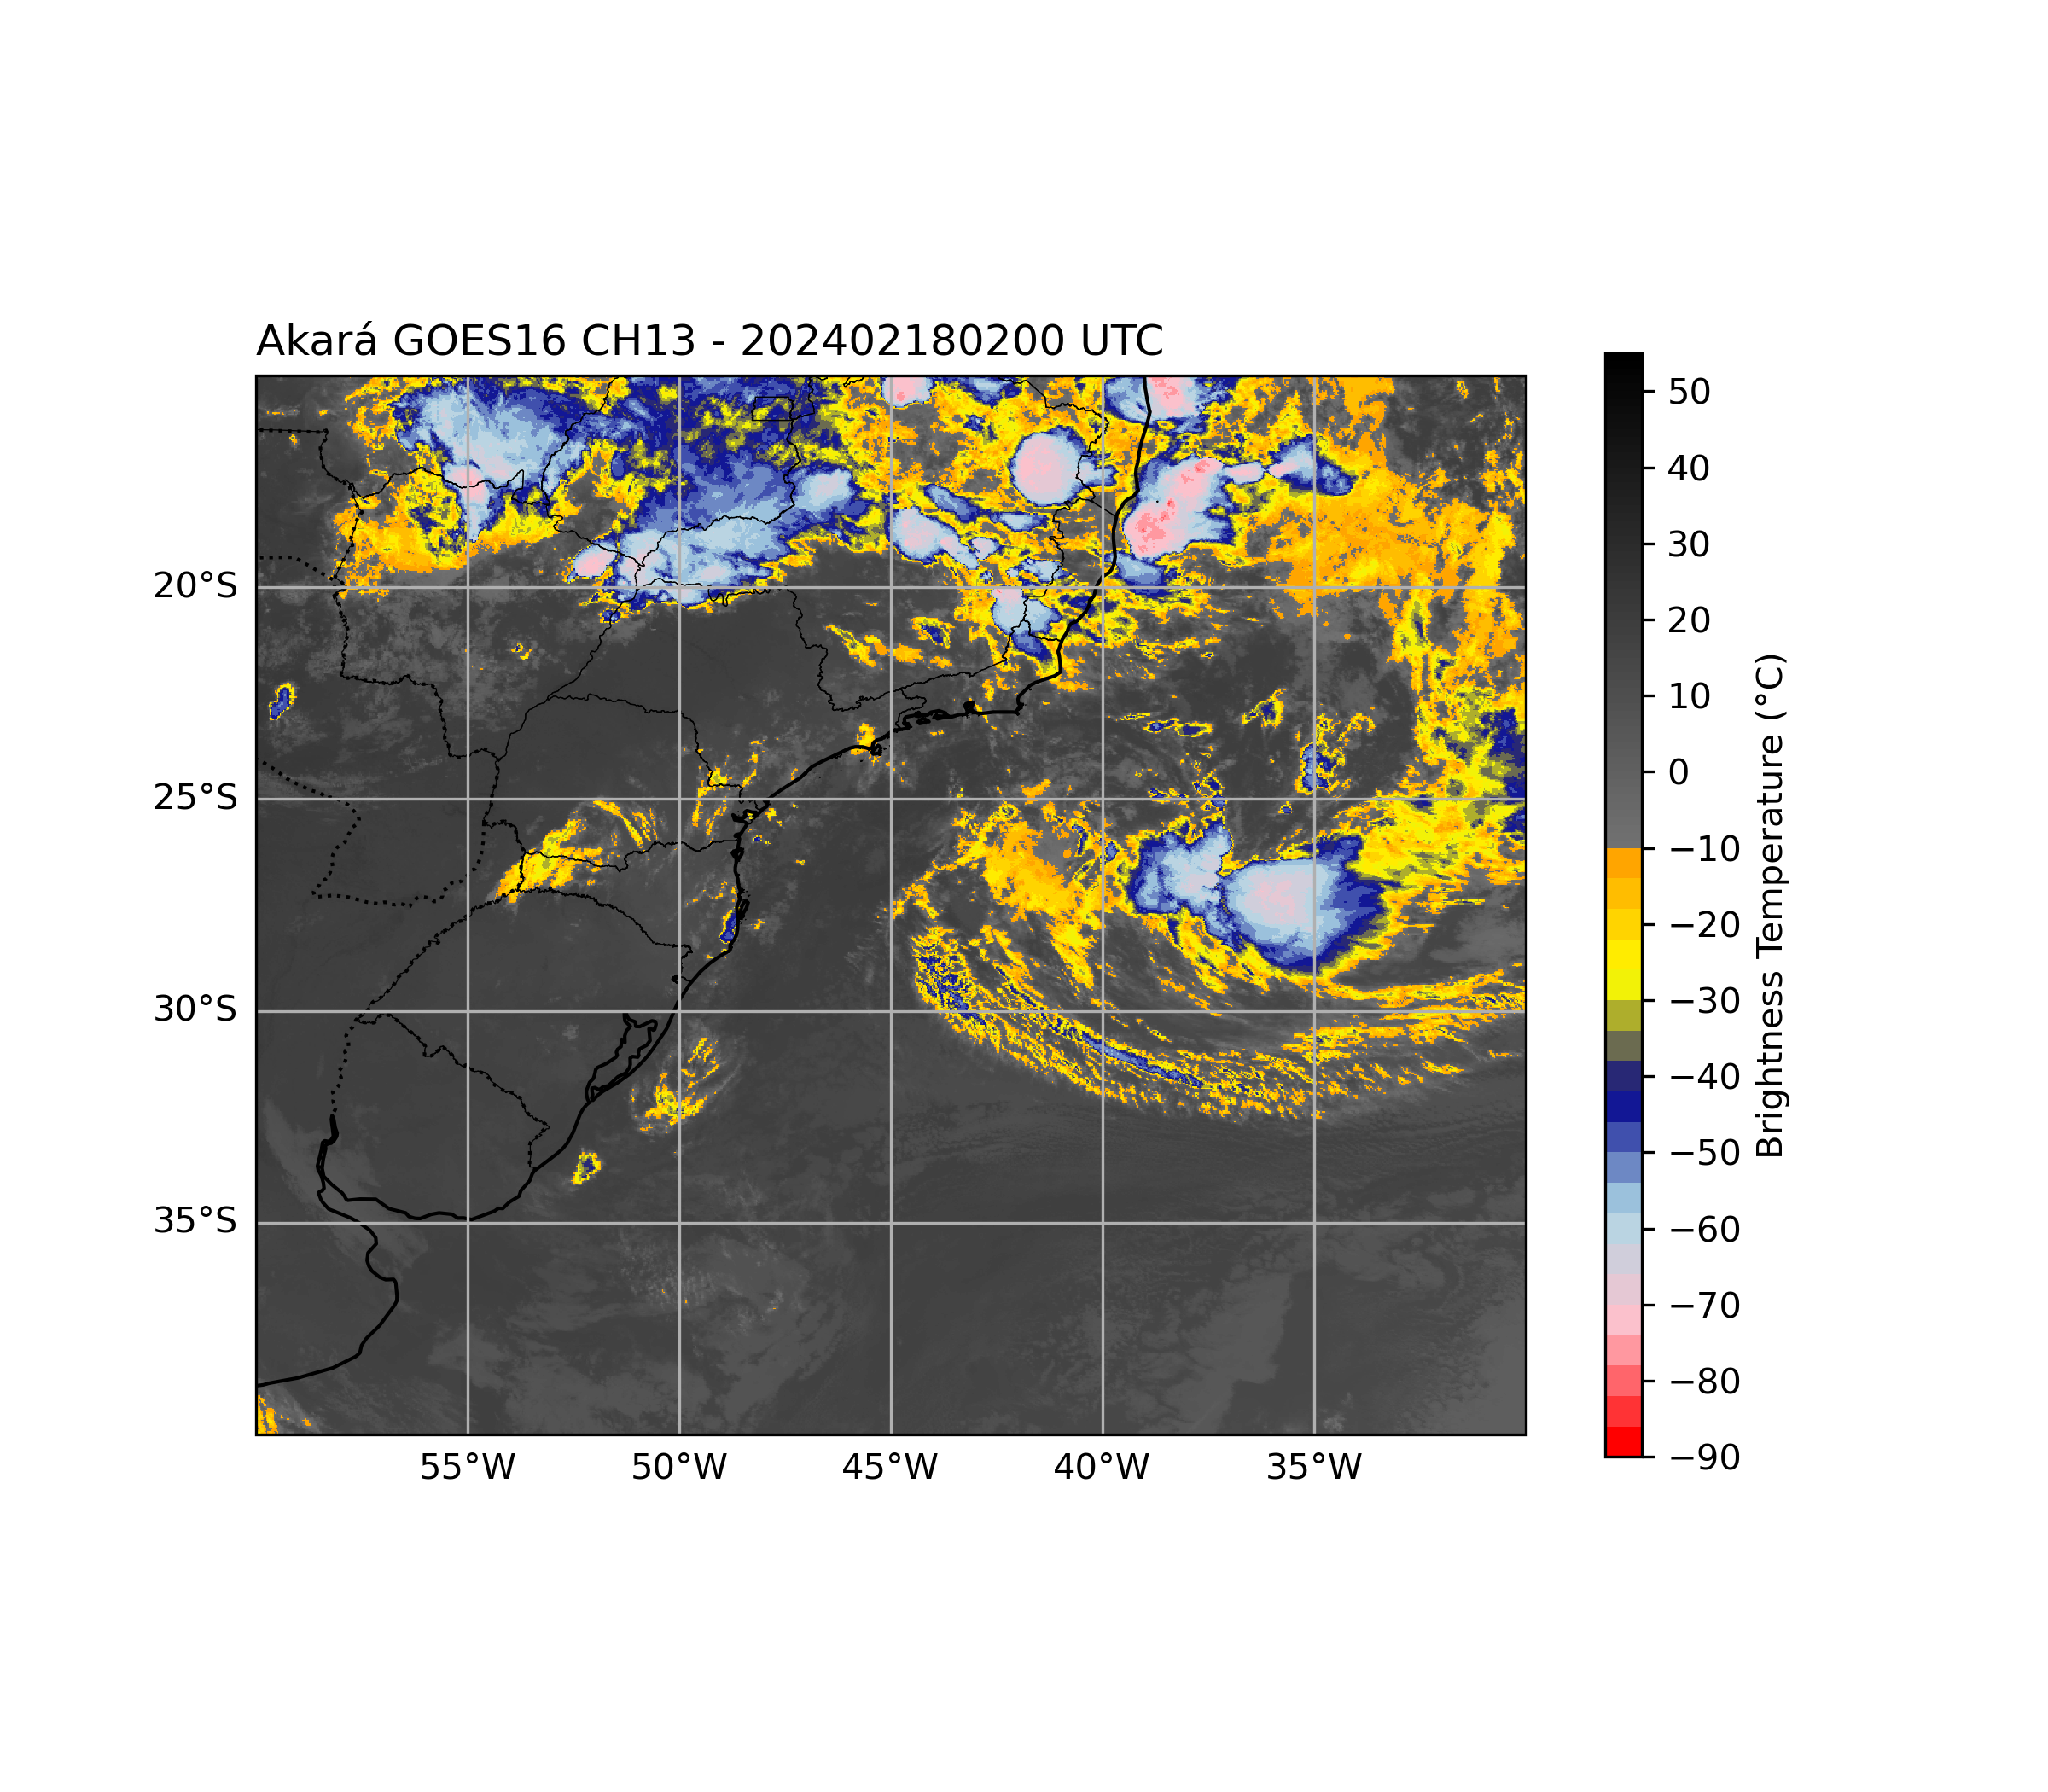 Akará GOES16 CH13 - 202402180200 UTC
20°S
25°S
30°S
35°S
55°W
50°W
45°W
40°W
35°W
50
40
30
20
10
0
−10
−20
−30
−40
−50
−60
−70
−80
−90
Brightness Temperature (°C)